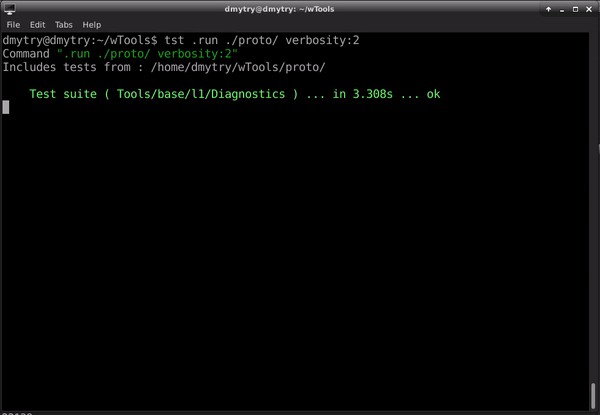 dmytry@dmytry: ~/wTools
File Edit Tabs Help
dmytry@dmytry:~/wTools$ tst .run ./proto/ verbosity:2
Command ".run ./proto/ verbosity:2"
Includes tests from : /home/dmytry/wTools/proto/
Test suite ( Tools/base/l1/Diagnostics ) ... in 3.308s ... ok